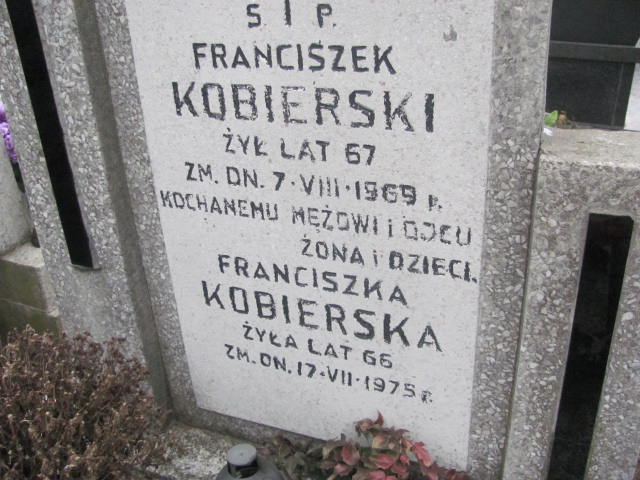 Ś. I P.
FRANCISZEK
KOBIERSKI
ŻYŁ LAT 67
ZM. DN. 7·VIII·1969 R.
KOCHANEMU MĘŻOWI i OJCU
ŻONA i DZIECI.
FRANCISZKA
KOBIERSKA
ŻYŁA LAT 66
ZM. DN. 17·VII·1975 R.